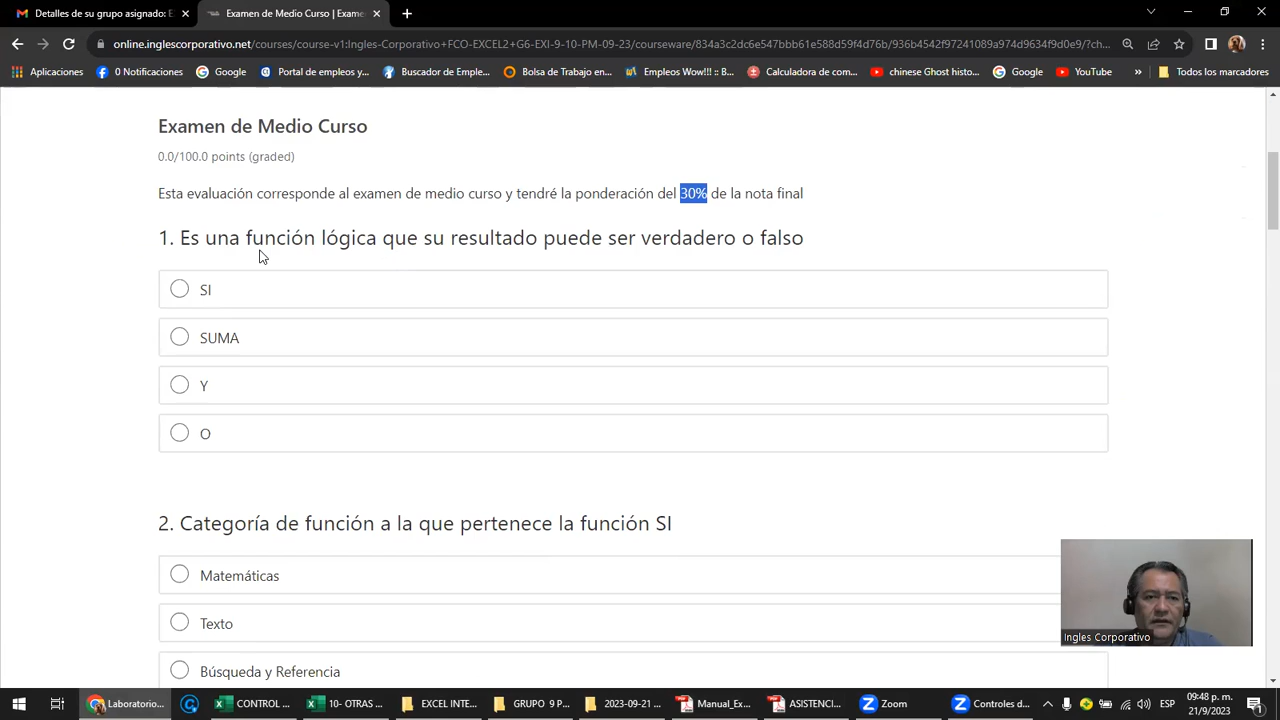 Detalles de su grupo asignado: E
Examen de Medio Curso | Exame
online.inglescorporativo.net/courses/course-v1:Ingles-Corporativo+FCO-EXCEL2+G6-EXI-9-10-PM-09-23/courseware/834a3c2dc6e547bbb61e588d59f4d76b/936b4542f97241089a974d9634f9d0e9/?ch...
Aplicaciones
0 Notificaciones
Google
Portal de empleos y...
Buscador de Emple...
Bolsa de Trabajo en...
Empleos Wow!!! :: B...
Calculadora de com...
chinese Ghost histo...
Google
YouTube
»
Todos los marcadores
Examen de Medio Curso
0.0/100.0 points (graded)
Esta evaluación corresponde al examen de medio curso y tendré la ponderación del 30% de la nota final
1. Es una función lógica que su resultado puede ser verdadero o falso
SI
SUMA
Y
O
2. Categoría de función a la que pertenece la función SI
Matemáticas
Texto
Búsqueda y Referencia
Ingles Corporativo
Laboratorio...
CONTROL ...
10- OTRAS ...
EXCEL INTE...
GRUPO 9 P...
2023-09-21 ...
Manual_Ex...
ASISTENCI...
Zoom
Controles d...
ESP
09:48 p. m.
21/9/2023